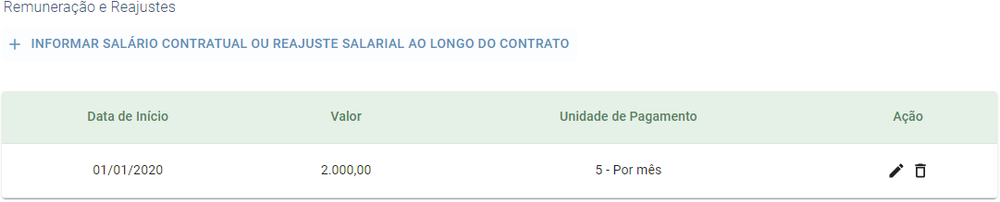 Remuneração e Reajustes
+ INFORMAR SALÁRIO CONTRATUAL OU REAJUSTE SALARIAL AO LONGO DO CONTRATO
Data de Início Valor Unidade de Pagamento Ação
01/01/2020 2.000,00 5 - Por mês